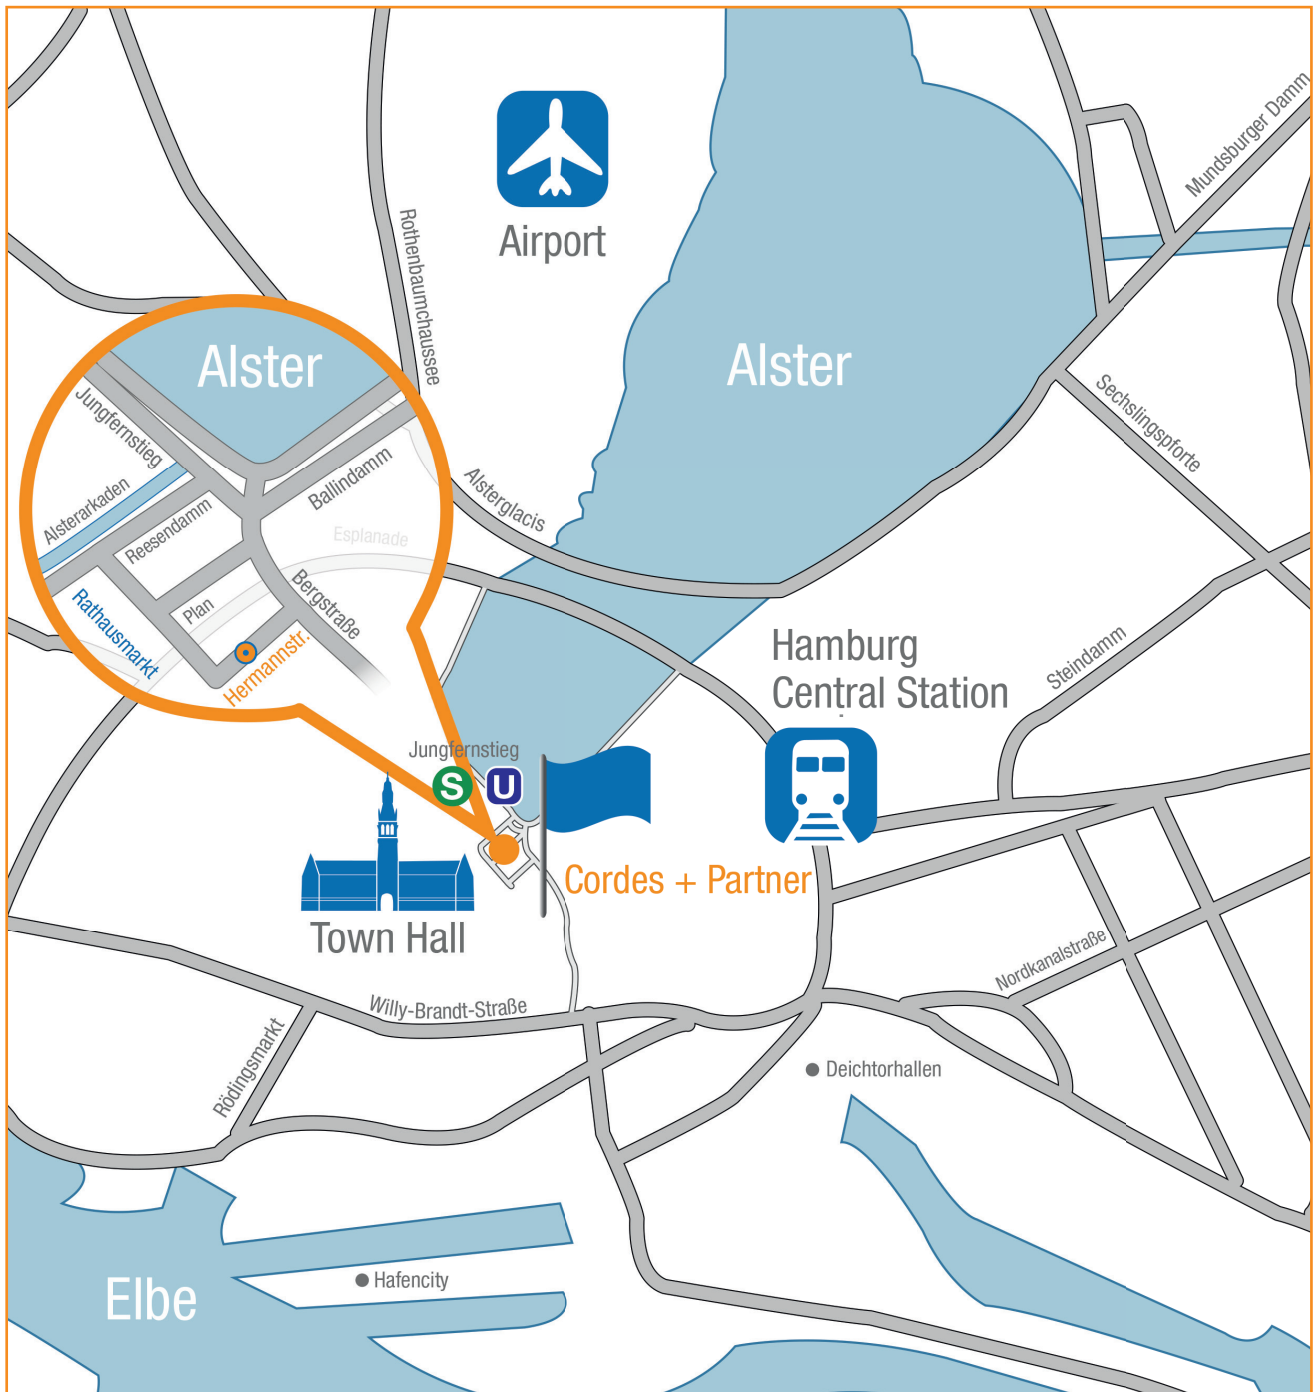 Mundsburger Damm
Airport
Rothenbaumchaussee
Alster
Alster
Jungfernstieg
Sechslingspforte
Ballindamm
Alsterglacis
Alsterarkaden
Reesendamm
Esplanade
Bergstraße
Plan
Rathausmarkt
Hermannstr.
Hamburg
Central Station
Steindamm
Jungfernstieg
S
U
Cordes + Partner
Town Hall
Nordkanalstraße
Willy-Brandt-Straße
Rödingsmarkt
Deichtorhallen
Hafencity
Elbe